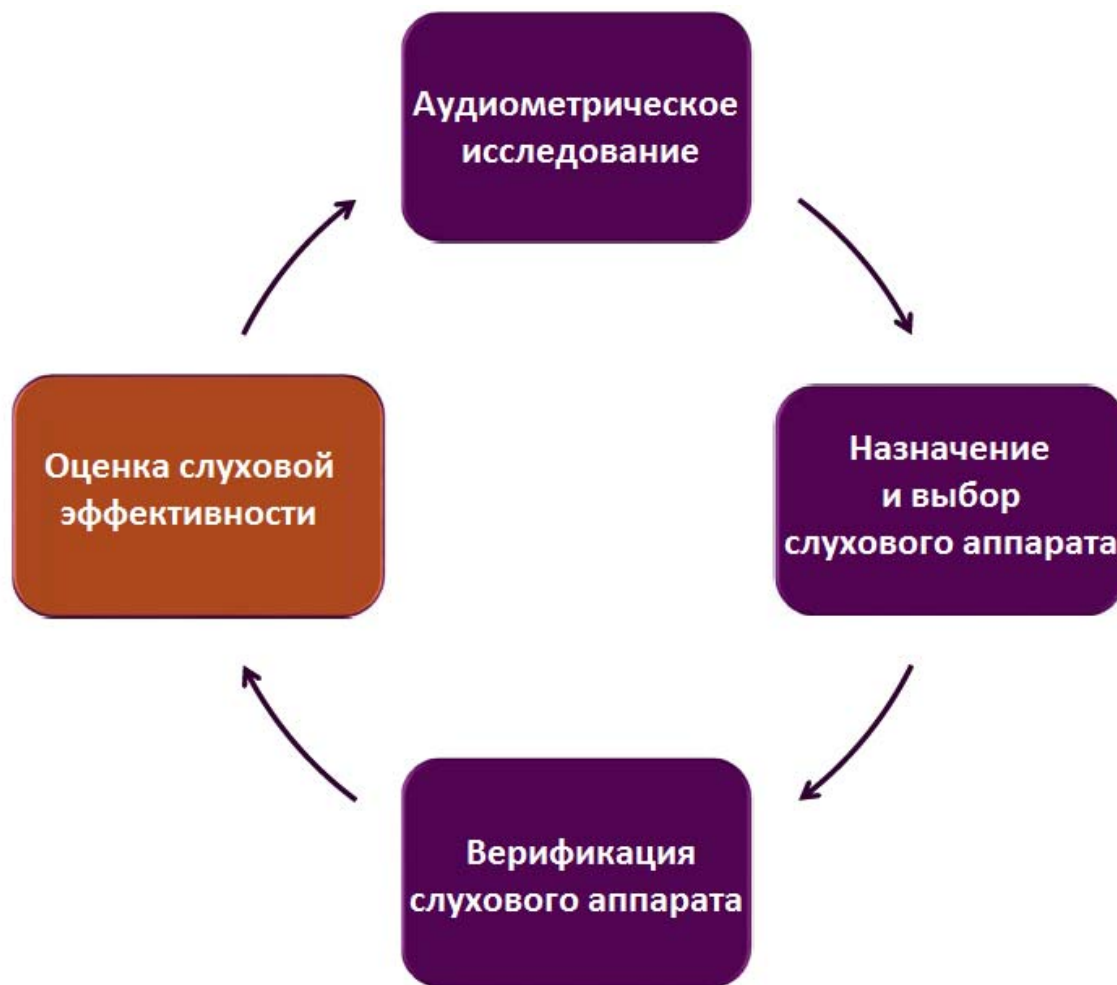 Аудиометрическое
исследование
Назначение
и выбор
слухового аппарата
Верификация
слухового аппарата
Оценка слуховой
эффективности